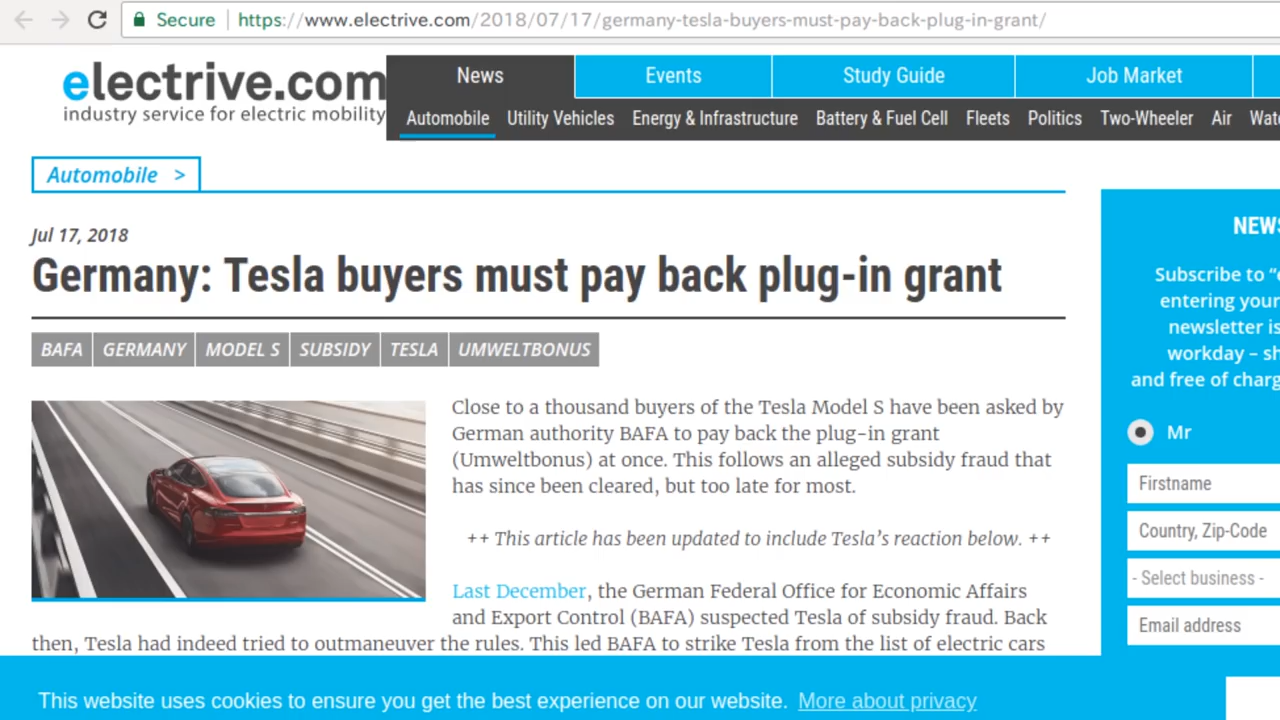 Secure https://www.electrive.com/2018/07/17/germany-tesla-buyers-must-pay-back-plug-in-grant/
electrive.com
industry service for electric mobility
News Events Study Guide Job Market
Automobile Utility Vehicles Energy & Infrastructure Battery & Fuel Cell Fleets Politics Two-Wheeler Air
Automobile >
Jul 17, 2018
Germany: Tesla buyers must pay back plug-in grant
BAFA GERMANY MODEL S SUBSIDY TESLA UMWELTBONUS
Close to a thousand buyers of the Tesla Model S have been asked by
German authority BAFA to pay back the plug-in grant
(Umweltbonus) at once. This follows an alleged subsidy fraud that
has since been cleared, but too late for most.
++ This article has been updated to include Tesla's reaction below. ++
Last December, the German Federal Office for Economic Affairs
and Export Control (BAFA) suspected Tesla of subsidy fraud. Back
then, Tesla had indeed tried to outmaneuver the rules. This led BAFA to strike Tesla from the list of electric cars
Subscribe to “
entering your
newsletter is
workday – sh
and free of charg
Mr
Firstname
Country, Zip-Code
- Select business -
Email address
This website uses cookies to ensure you get the best experience on our website. More about privacy